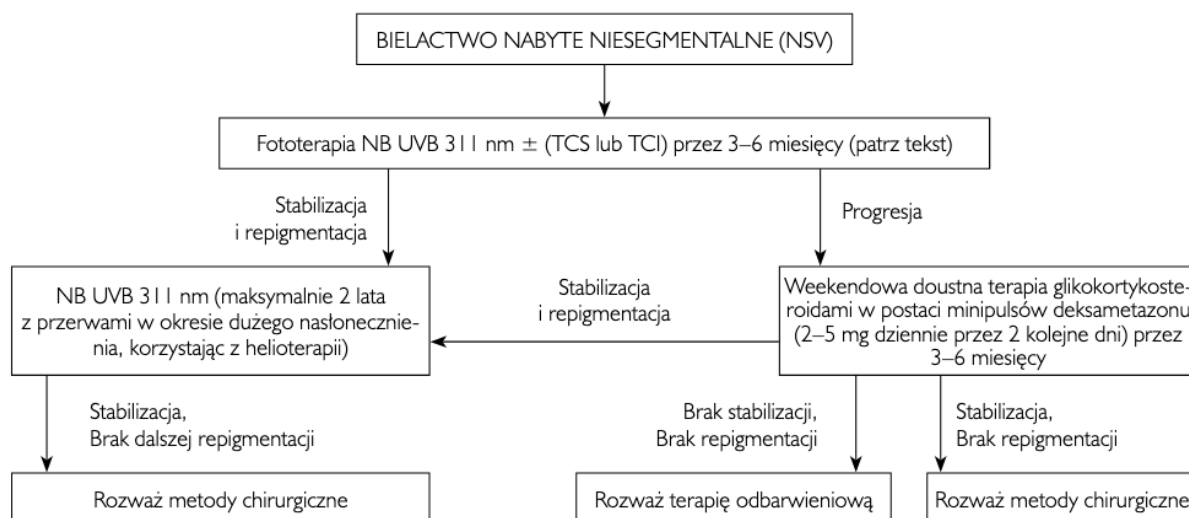 BIELACTWO NABYTE NIESEGMENTALNE (NSV)
Fototerapia NB UVB 311 nm ± (TCS lub TCI) przez 3–6 miesięcy (patrz tekst)
Stabilizacja
i repigmentacja
Progresja
NB UVB 311 nm (maksymalnie 2 lata
z przerwami w okresie dużego nasłonecznie-
nia, korzystając z helioterapii)
Stabilizacja
i repigmentacja
Weekendowa doustna terapia glikokortykoste-
roidami w postaci minipulsów deksametazonu
(2–5 mg dziennie przez 2 kolejne dni) przez
3–6 miesięcy
Stabilizacja,
Brak dalszej repigmentacji
Brak stabilizacji,
Brak repigmentacji
Stabilizacja,
Brak repigmentacji
Rozważ metody chirurgiczne
Rozważ terapię odbarwieniową
Rozważ metody chirurgiczne